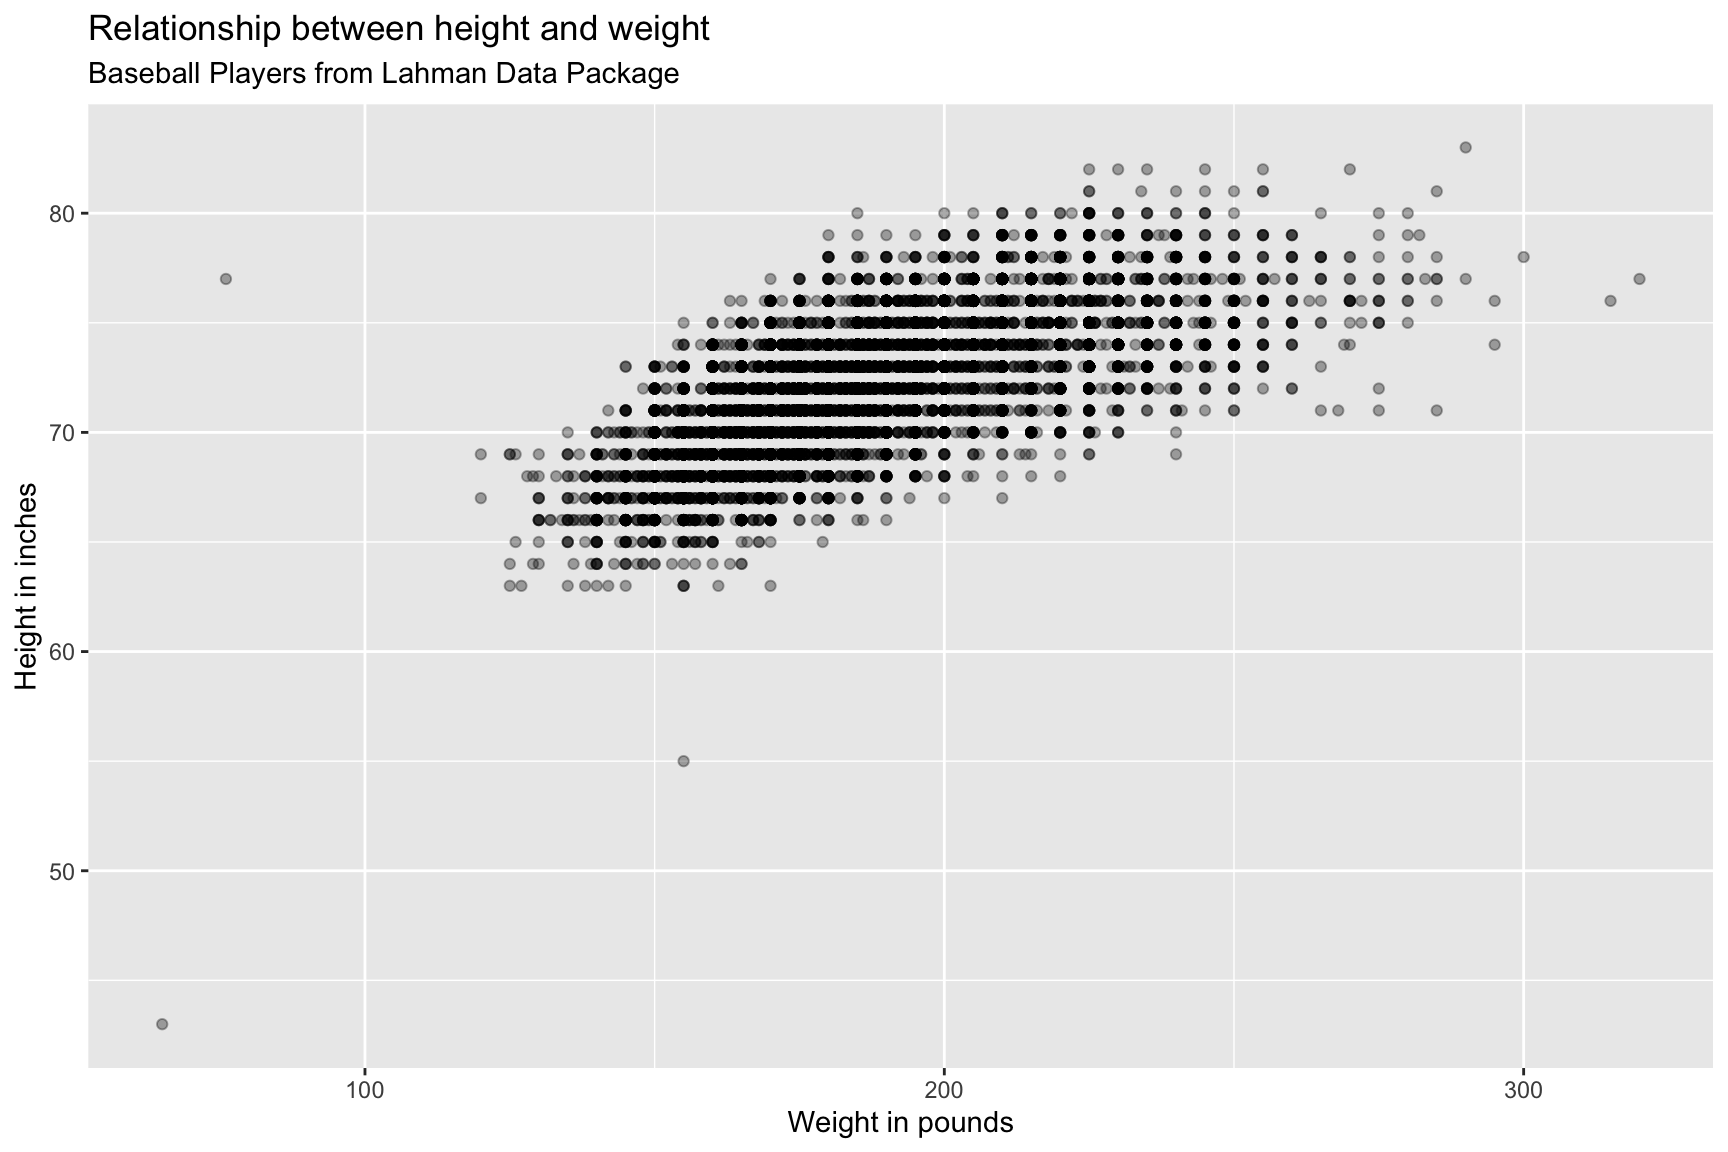 Relationship between height and weight
Baseball Players from Lahman Data Package
Height in inches
80
70
60
50
100 200 300
Weight in pounds